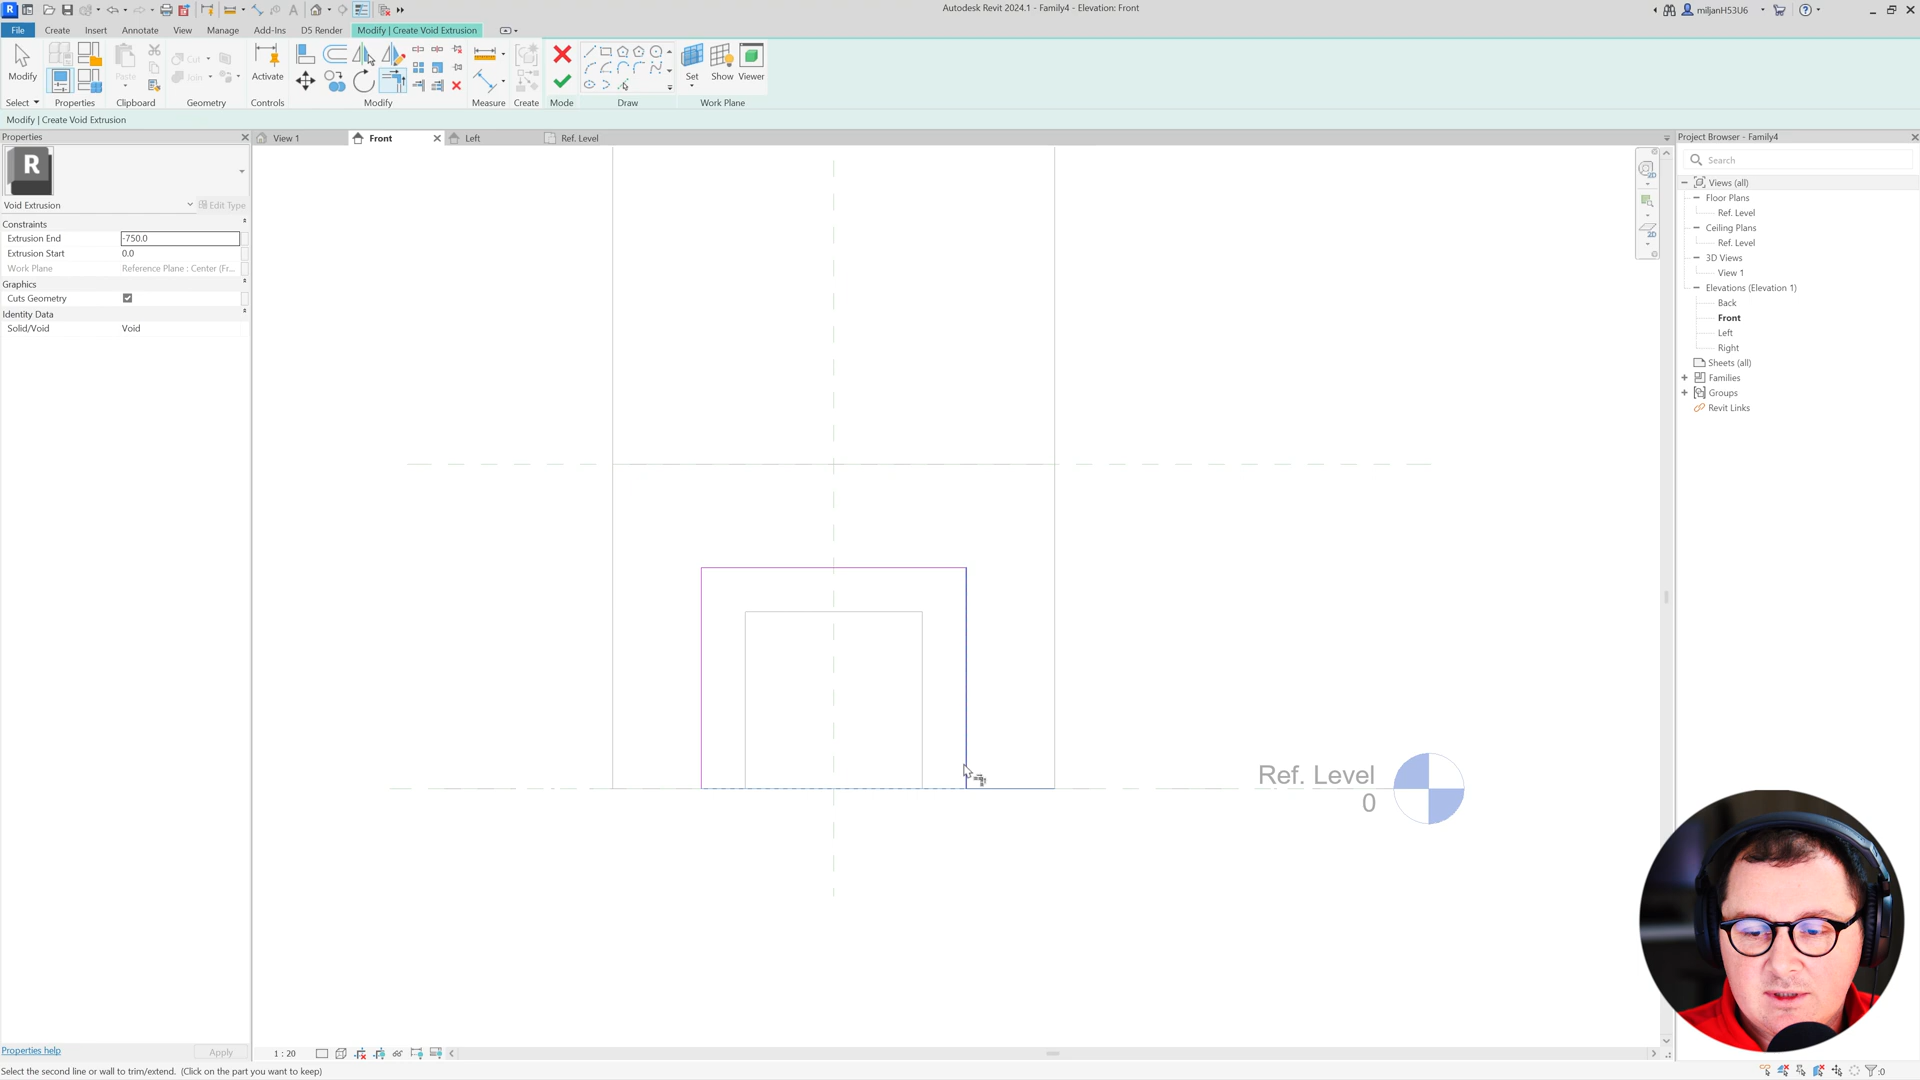 Autodesk Revit 2024.1 - Family4 - Elevation: Front
miljanH53U6
File Create Insert Annotate View Manage Add-Ins D5 Render Modify | Create Void Extrusion
Modify Paste Cut Join Activate Set Show Viewer
Select Properties Clipboard Geometry Controls Modify Measure Create Mode Draw Work Plane
Modify | Create Void Extrusion
Properties
View 1 Front Left Ref. Level
Project Browser - Family4
R
Search
Void Extrusion Edit Type
Constraints
Extrusion End -750.0
Extrusion Start 0.0
Work Plane Reference Plane : Center (Fr...
Graphics
Cuts Geometry
Identity Data
Solid/Void Void
Views (all)
Floor Plans
Ref. Level
Ceiling Plans
Ref. Level
3D Views
View 1
Elevations (Elevation 1)
Back
Front
Left
Right
Sheets (all)
Families
Groups
Revit Links
Ref. Level
0
Properties help Apply
1 : 20
Select the second line or wall to trim/extend. (Click on the part you want to keep)
:0